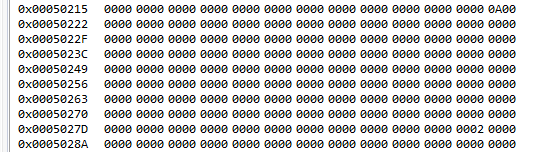 0x00050215 0000 0000 0000 0000 0000 0000 0000 0000 0000 0000 0000 0000 0A00
0x00050222 0000 0000 0000 0000 0000 0000 0000 0000 0000 0000 0000 0000 0000
0x0005022F 0000 0000 0000 0000 0000 0000 0000 0000 0000 0000 0000 0000 0000
0x0005023C 0000 0000 0000 0000 0000 0000 0000 0000 0000 0000 0000 0000 0000
0x00050249 0000 0000 0000 0000 0000 0000 0000 0000 0000 0000 0000 0000 0000
0x00050256 0000 0000 0000 0000 0000 0000 0000 0000 0000 0000 0000 0000 0000
0x00050263 0000 0000 0000 0000 0000 0000 0000 0000 0000 0000 0000 0000 0000
0x00050270 0000 0000 0000 0000 0000 0000 0000 0000 0000 0000 0000 0000 0000
0x0005027D 0000 0000 0000 0000 0000 0000 0000 0000 0000 0000 0000 0002 0000
0x0005028A 0000 0000 0000 0000 0000 0000 0000 0000 0000 0000 0000 0000 0000